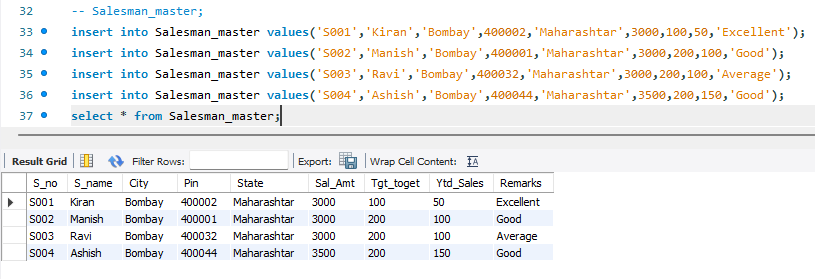 32 -- Salesman_master;
33 insert into Salesman_master values('S001','Kiran','Bombay',400002,'Maharashtar',3000,100,50,'Excellent');
34 insert into Salesman_master values('S002','Manish','Bombay',400001,'Maharashtar',3000,200,100,'Good');
35 insert into Salesman_master values('S003','Ravi','Bombay',400032,'Maharashtar',3000,200,100,'Average');
36 insert into Salesman_master values('S004','Ashish','Bombay',400044,'Maharashtar',3500,200,150,'Good');
37 select * from Salesman_master;
Result Grid Filter Rows: Export: Wrap Cell Content: IA
S_no S_name City Pin State Sal_Amt Tgt_toget Ytd_Sales Remarks
S001 Kiran Bombay 400002 Maharashtar 3000 100 50 Excellent
S002 Manish Bombay 400001 Maharashtar 3000 200 100 Good
S003 Ravi Bombay 400032 Maharashtar 3000 200 100 Average
S004 Ashish Bombay 400044 Maharashtar 3500 200 150 Good